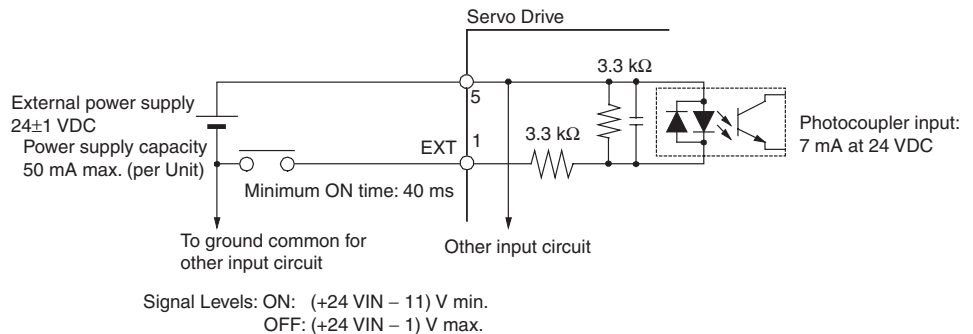 Servo Drive
3.3 kΩ
External power supply
24±1 VDC
Power supply capacity
50 mA max. (per Unit)
5
EXT
1
3.3 kΩ
Photocoupler input:
7 mA at 24 VDC
Minimum ON time: 40 ms
To ground common for
other input circuit
Other input circuit
Signal Levels: ON: (+24 VIN – 11) V min.
OFF: (+24 VIN – 1) V max.